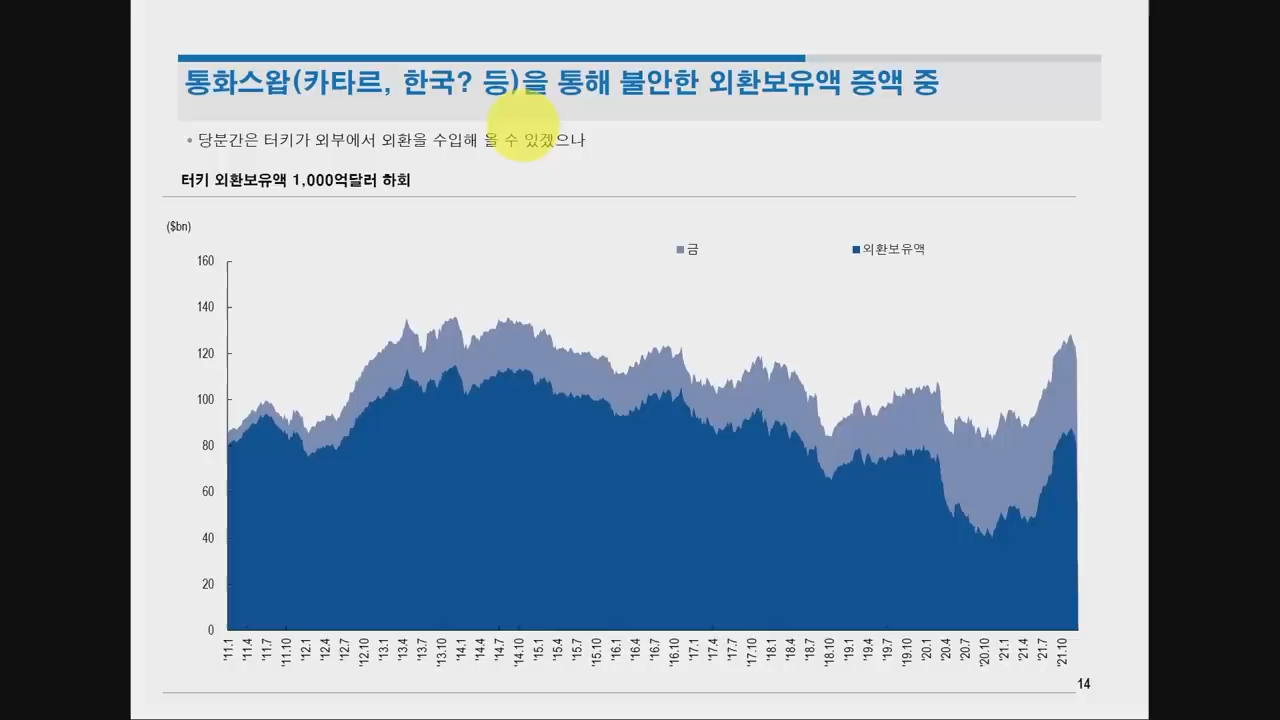 통화스왑(카타르, 한국? 등)을 통해 불안한 외환보유액 증액 중
• 당분간은 터키가 외부에서 외환을 수입해 올 수 있겠으나
터키 외환보유액 1,000억달러 하회
($bn)
금 외환보유액
160
140
120
100
80
60
40
20
0
'11.1 '11.4 '11.7 '11.10 '12.1 '12.4 '12.7 '12.10 '13.1 '13.4 '13.7 '13.10 '14.1 '14.4 '14.7 '14.10 '15.1 '15.4 '15.7 '15.10 '16.1 '16.4 '16.7 '16.10 '17.1 '17.4 '17.7 '17.10 '18.1 '18.4 '18.7 '18.10 '19.1 '19.4 '19.7 '19.10 '20.1 '20.4 '20.7 '20.10 '21.1 '21.4 '21.7 '21.10
14